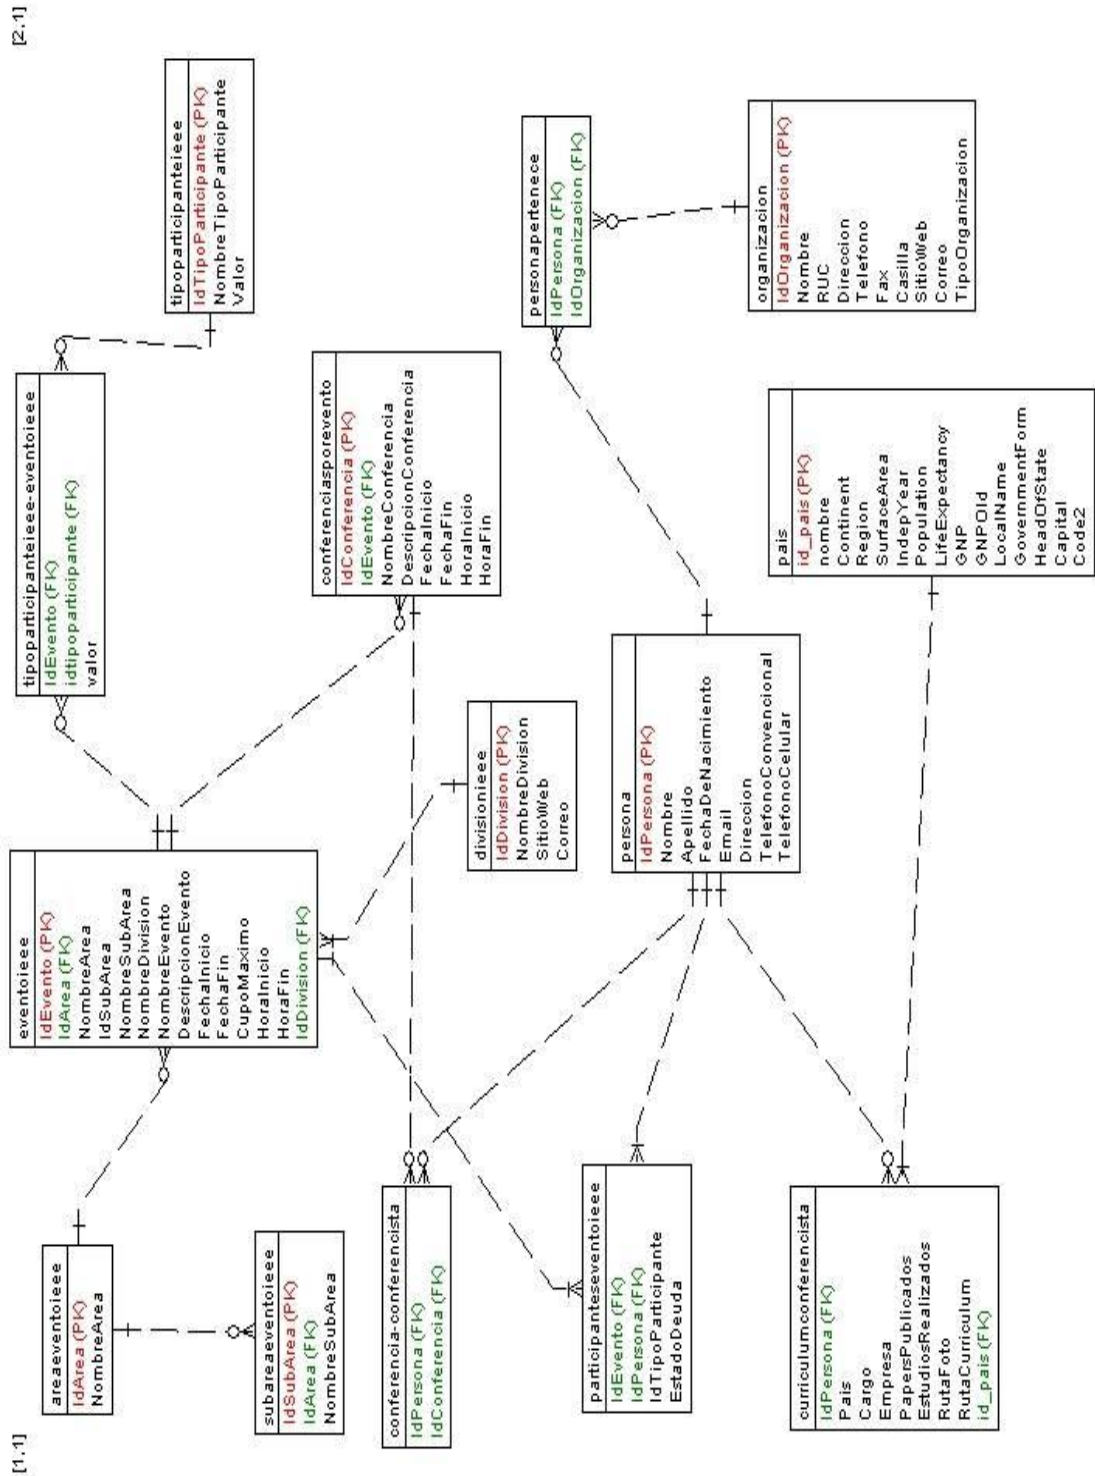 [1.1]
[2.1]
areaeventoieee
IdArea (PK)
NombreArea
subareaeventoieee
IdSubArea (PK)
IdArea (FK)
NombreSubArea
eventoieee
IdEvento (PK)
IdArea (FK)
NombreArea
IdSubArea
NombreSubArea
NombreDivision
NombreEvento
DescripcionEvento
FechaInicio
FechaFin
CupoMaximo
HoraInicio
HoraFin
IdDivision (FK)
tipoparticipanteieee-eventoieee
IdEvento (FK)
idtipoparticipante (FK)
valor
tipoparticipanteieee
IdTipoParticipante (PK)
NombreTipoParticipante
Valor
conferenciasporevento
IdConferencia (PK)
IdEvento (FK)
NombreConferencia
DescripcionConferencia
FechaInicio
FechaFin
HoraInicio
HoraFin
conferencia-conferencista
IdPersona (FK)
IdConferencia (FK)
divisionieee
IdDivision (PK)
NombreDivision
SitioWeb
Correo
participanteseventoieee
IdEvento (FK)
IdPersona (FK)
IdTipoParticipante
EstadoDeuda
persona
IdPersona (PK)
Nombre
Apellido
FechaDeNacimiento
Email
Direccion
TelefonoConvencional
TelefonoCelular
personapertenece
IdPersona (FK)
IdOrganizacion (FK)
organizacion
IdOrganizacion (PK)
Nombre
RUC
Direccion
Telefono
Fax
Casilla
SitioWeb
Correo
TipoOrganizacion
curriculumconferencista
IdPersona (FK)
Pais
Cargo
Empresa
PapersPublicados
EstudiosRealizados
RutaFoto
RutaCurriculum
id_pais (FK)
pais
id_pais (PK)
nombre
Continent
Region
SurfaceArea
IndepYear
Population
LifeExpectancy
GNP
GNPOld
LocalName
GovernmentForm
HeadOfState
Capital
Code2